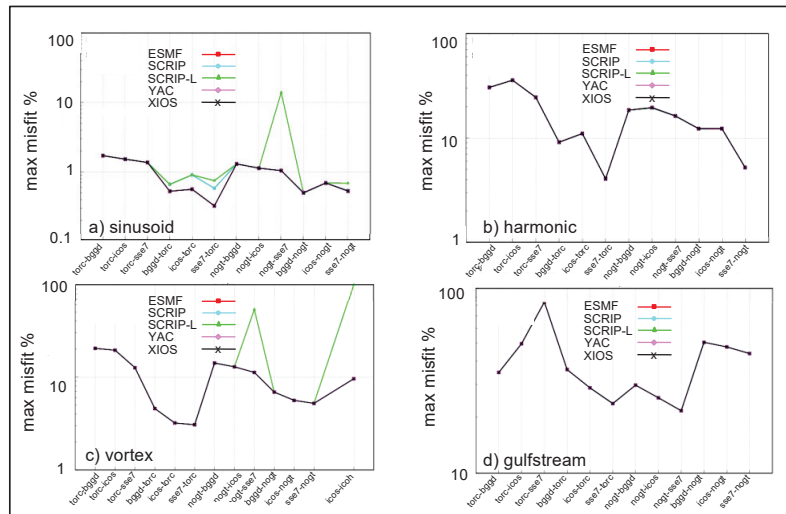 100
10
1
0.1
max misfit %
ESMF
SCRIP
SCRIP-L
YAC
XIOS
a) sinusoid
torc-bggd
torc-icos
torc-sse7
bggd-torc
icos-torc
sse7-torc
nogt-bggd
nogt-icos
nogt-sse7
bggd-nogt
icos-nogt
sse7-nogt
100
10
1
max misfit %
ESMF
SCRIP
SCRIP-L
YAC
XIOS
b) harmonic
torc-bggd
torc-icos
torc-sse7
bggd-torc
icos-torc
sse7-torc
nogt-bggd
nogt-icos
nogt-sse7
bggd-nogt
icos-nogt
sse7-nogt
100
10
1
max misfit %
ESMF
SCRIP
SCRIP-L
YAC
XIOS
c) vortex
torc-bggd
torc-icos
torc-sse7
bggd-torc
icos-torc
sse7-torc
nogt-bggd
nogt-icos
nogt-sse7
bggd-nogt
icos-nogt
sse7-nogt
icos-icoh
100
10
max misfit %
ESMF
SCRIP
SCRIP-L
YAC
XIOS
d) gulfstream
torc-bggd
torc-icos
torc-sse7
bggd-torc
icos-torc
sse7-torc
nogt-bggd
nogt-icos
nogt-sse7
bggd-nogt
icos-nogt
sse7-nogt